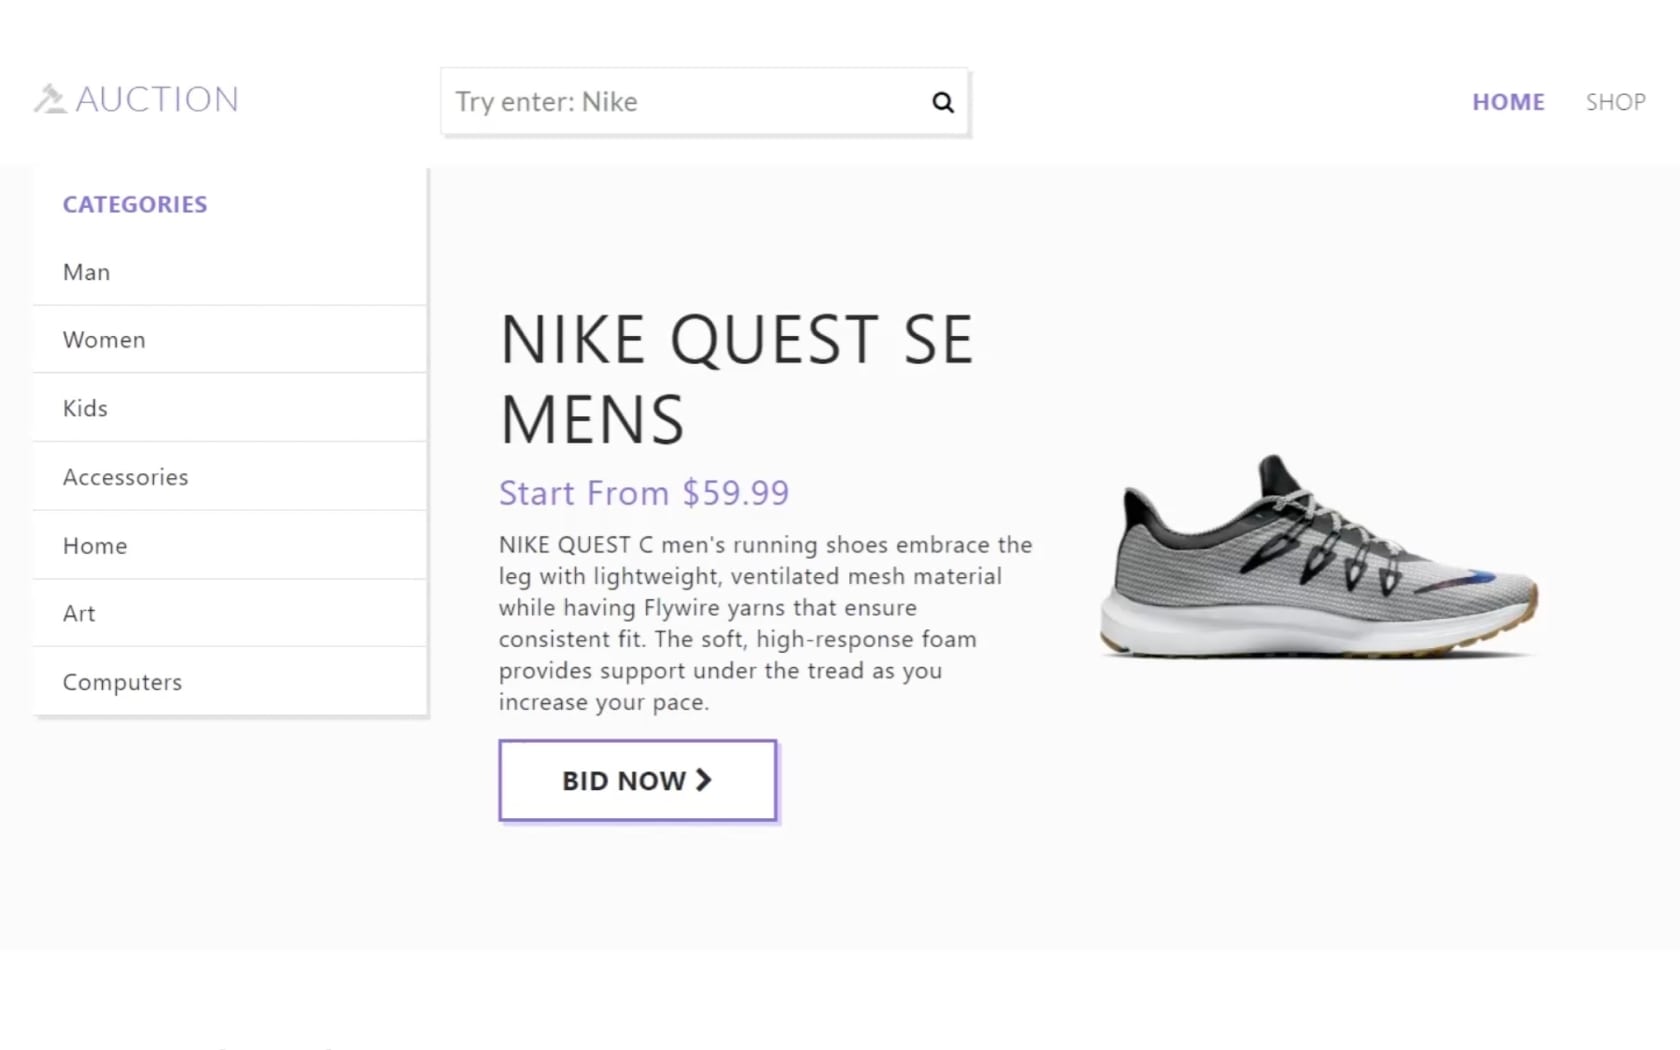 AUCTION
Try enter: Nike
HOME
SHOP
CATEGORIES
Man
Women
Kids
Accessories
Home
Art
Computers
NIKE QUEST SE
MENS
Start From $59.99
NIKE QUEST C men's running shoes embrace the
leg with lightweight, ventilated mesh material
while having Flywire yarns that ensure
consistent fit. The soft, high-response foam
provides support under the tread as you
increase your pace.
BID NOW